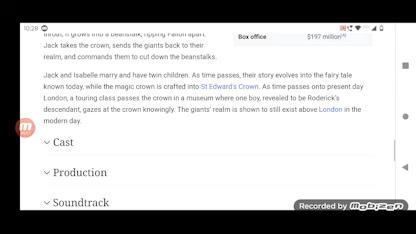 10:28
throat, it grows into a beanstalk, ripping Fallon apart.
Jack takes the crown, sends the giants back to their
realm, and commands them to cut down the beanstalks.
Box office $197 million[4]
Jack and Isabelle marry and have twin children. As time passes, their story evolves into the fairy tale
known today, while the magic crown is crafted into St Edward's Crown. As time passes onto present day
London, a touring class passes the crown in a museum where one boy, revealed to be Roderick's
descendant, gazes at the crown knowingly. The giants' realm is shown to still exist above London in the
modern day.
Cast
Production
Soundtrack
Recorded by mobizen